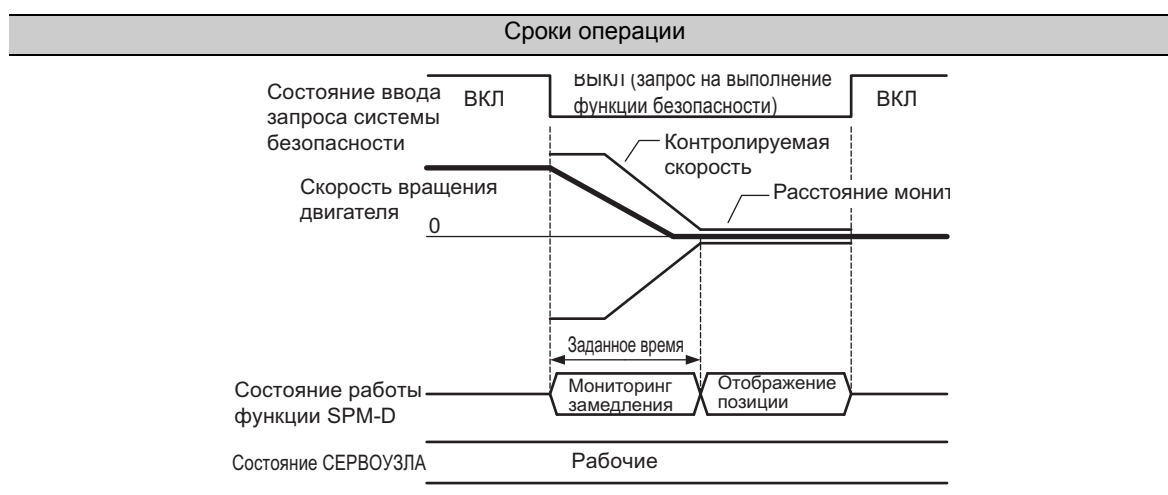 Сроки операции
Состояние ввода
запроса системы
безопасности
ВКЛ
ВЫКЛ (запрос на выполнение
функции безопасности)
ВКЛ
Контролируемая
скорость
Скорость вращения
двигателя
Расстояние монит
0
Заданное время
Состояние работы
функции SPM-D
Мониторинг
замедления
Отображение
позиции
Состояние СЕРВОУЗЛА
Рабочие